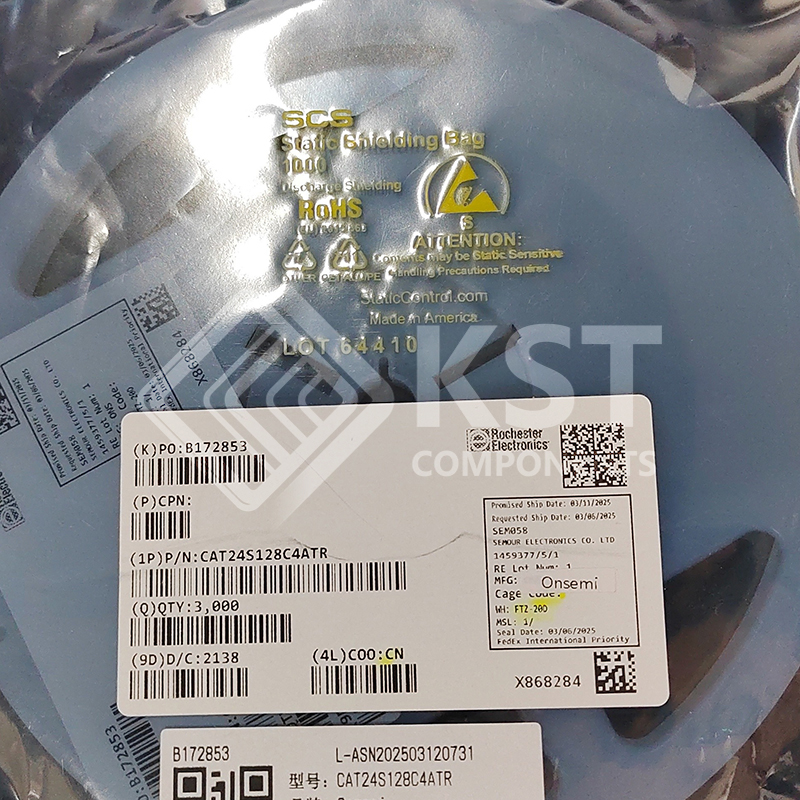 SCS
Static Shielding Bag
1000
Discharge Shielding
RoHS
S
ATTENTION:
Contents may be Static Sensitive
Handling Precautions Required
StaticControl.com
Made in America
LOT 64410
KST
COMPONENTS
X868284
(K)PO:B172853
Rochester
Electronics
(P)CPN:
(1P)P/N:CAT24S128C4ATR
(Q)QTY:3,000
(9D)D/C:2138
(4L)COO:CN
Promised Ship Date: 03/11/2025
Requested Ship Date: 03/06/2025
SEM058
SEMOUR ELECTRONICS CO. LTD
1459377/5/1
RE Lot Num: 1
MFG: Onsemi
Cage Code:
WH: FTZ-200
MSL: 1/
Seal Date: 03/06/2025
FedEx International Priority
X868284
B172853
L-ASN202503120731
型号: CAT24S128C4ATR